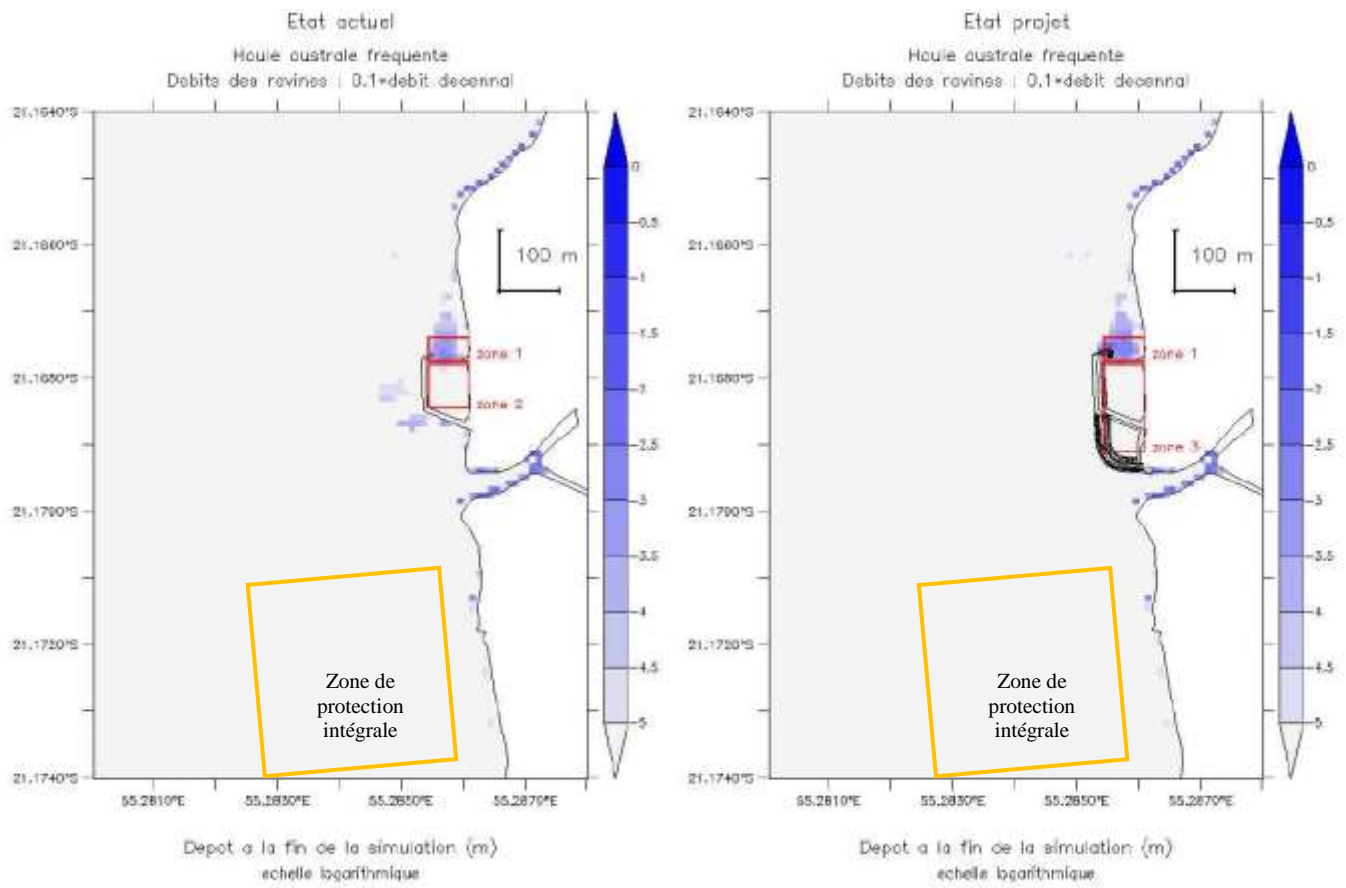 Etat actuel
Houle australe frequente
Debits des ravines : 0.1*debit decennal
21.1640°S
21.1660°S
21.1680°S
21.1700°S
21.1720°S
21.1740°S
100 m
zone 1
zone 2
Zone de
protection
intégrale
0
-0.5
-1
-1.5
-2
-2.5
-3
-3.5
-4
-4.5
-5
55.2810°E
55.2830°E
55.2850°E
55.2870°E
Depot a la fin de la simulation (m)
echelle logarithmique
Etat projet
Houle australe frequente
Debits des ravines : 0.1*debit decennal
21.1640°S
21.1660°S
21.1680°S
21.1700°S
21.1720°S
21.1740°S
100 m
zone 1
zone 3
Zone de
protection
intégrale
0
-0.5
-1
-1.5
-2
-2.5
-3
-3.5
-4
-4.5
-5
55.2810°E
55.2830°E
55.2850°E
55.2870°E
Depot a la fin de la simulation (m)
echelle logarithmique